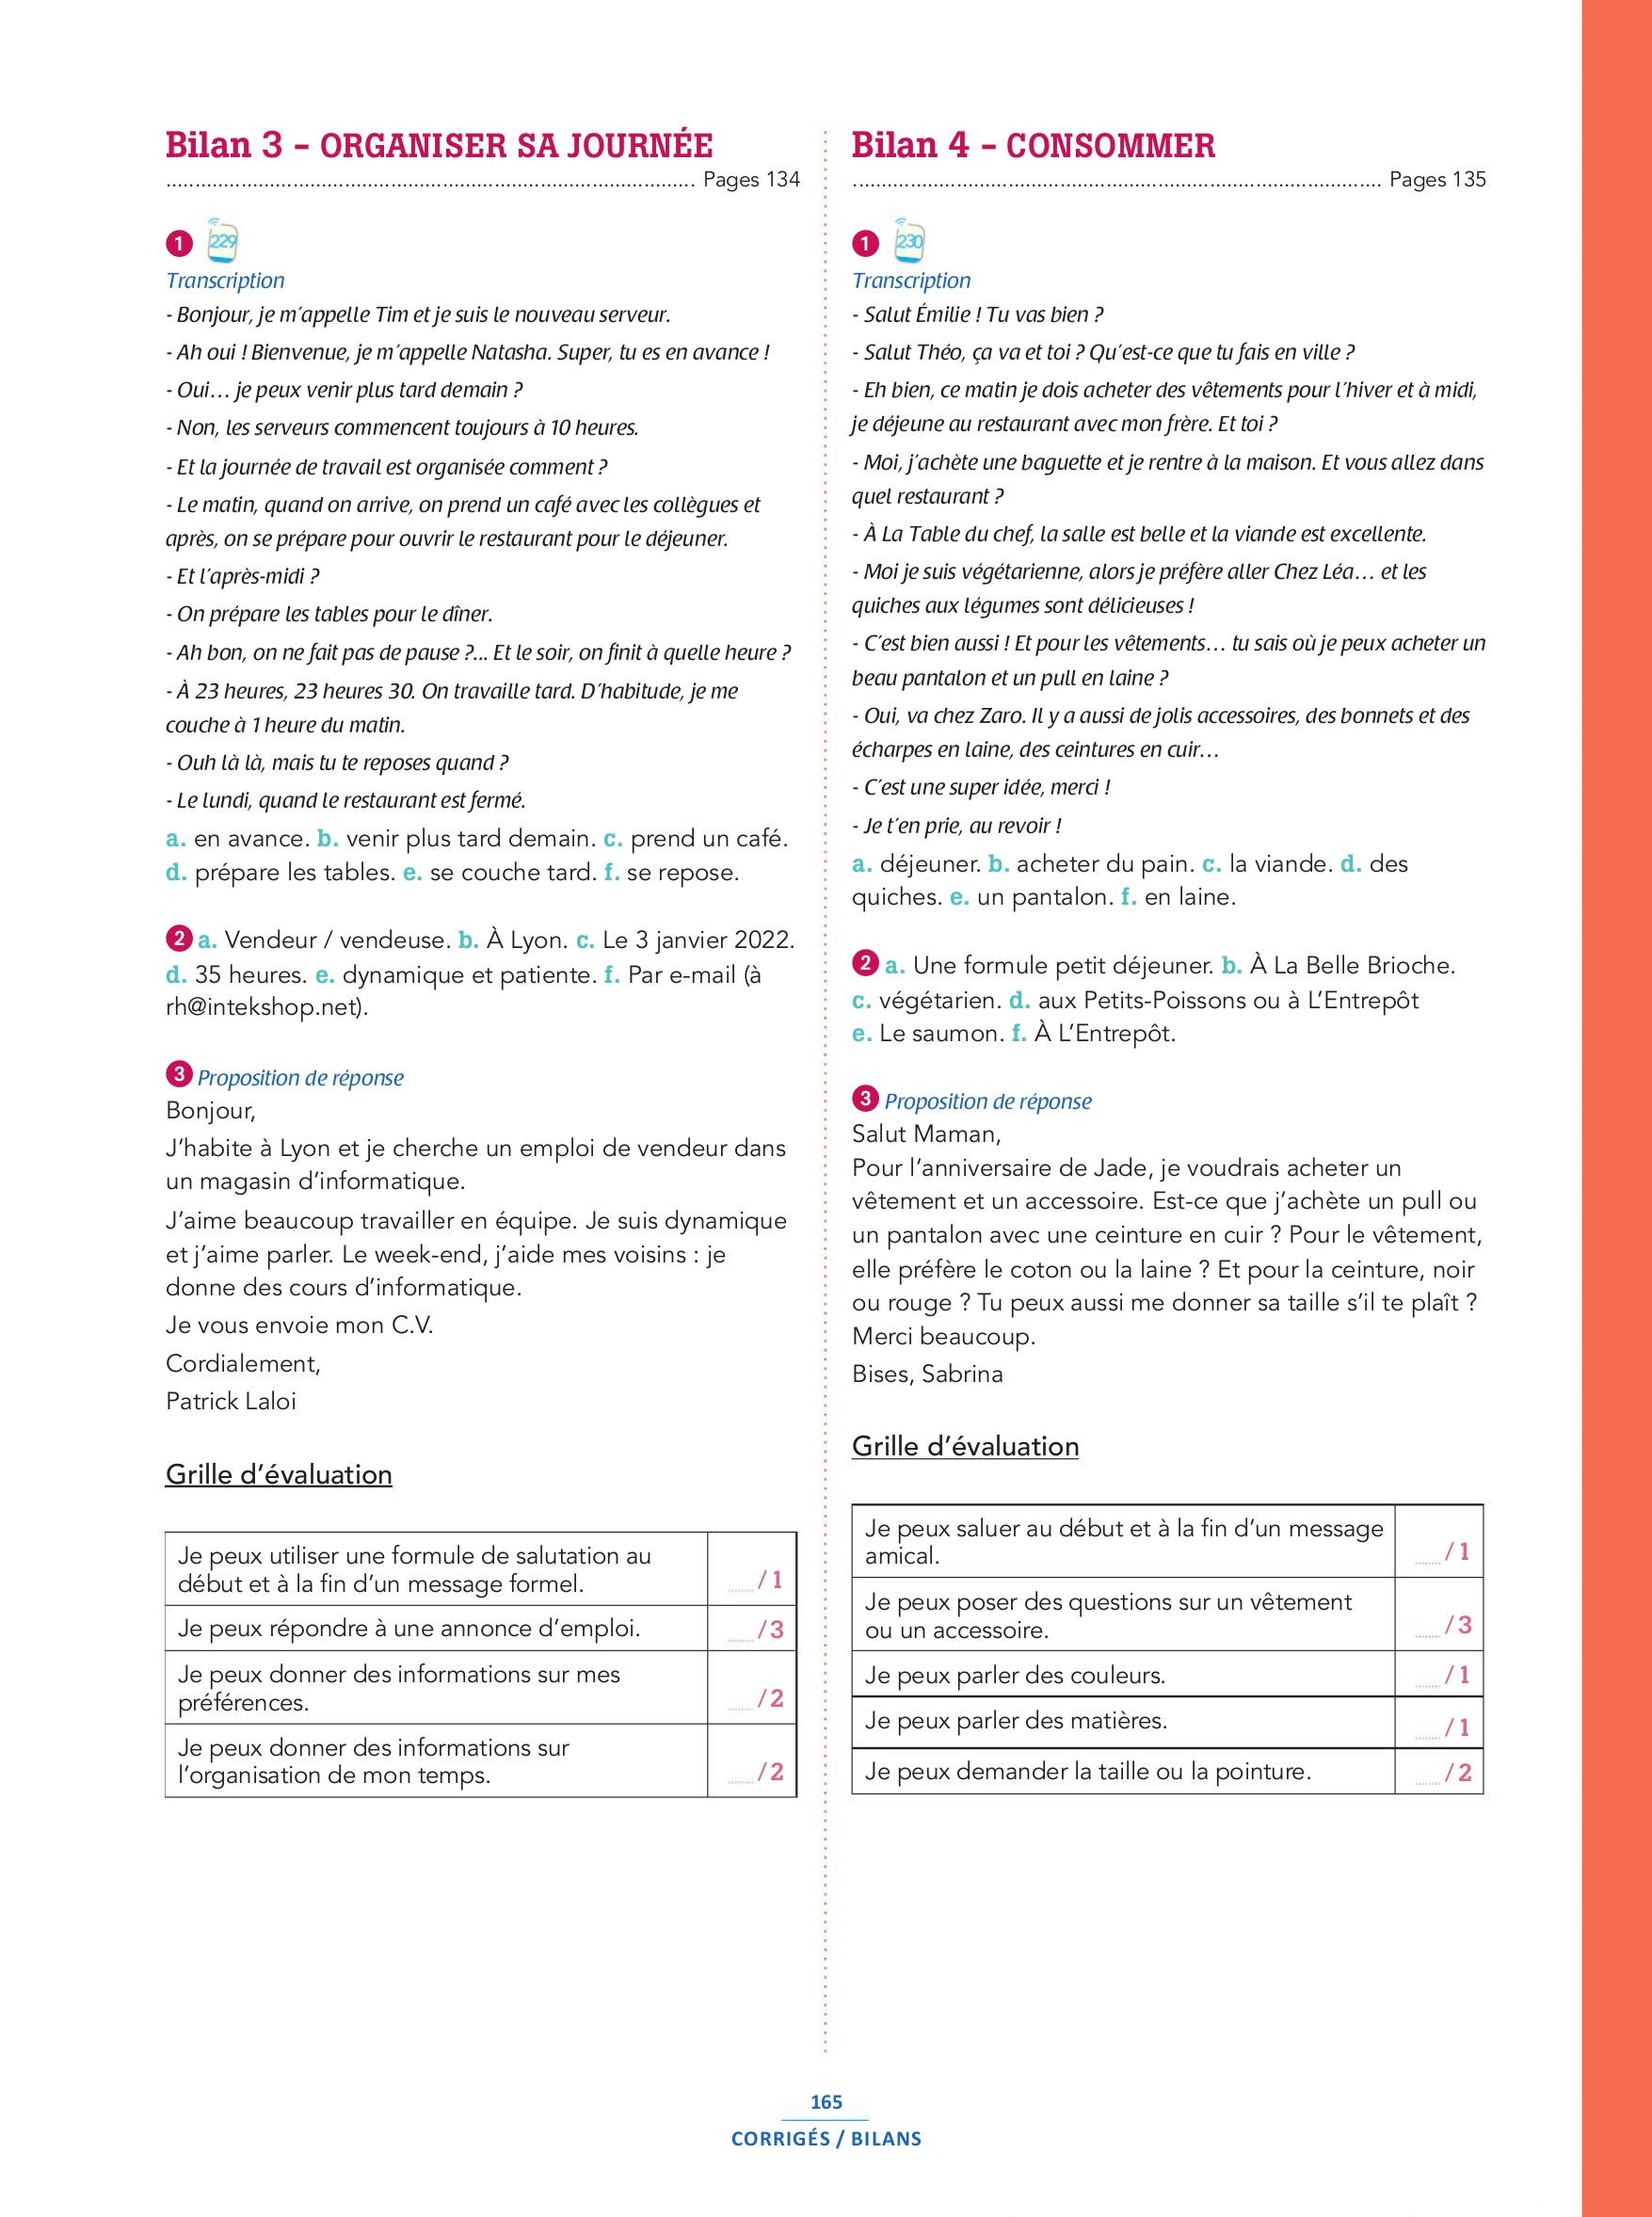 Bilan 3 – ORGANISER SA JOURNÉE
........................................................................................... Pages 134
1 229
Transcription
- Bonjour, je m'appelle Tim et je suis le nouveau serveur.
- Ah oui ! Bienvenue, je m'appelle Natasha. Super, tu es en avance !
- Oui… je peux venir plus tard demain ?
- Non, les serveurs commencent toujours à 10 heures.
- Et la journée de travail est organisée comment ?
- Le matin, quand on arrive, on prend un café avec les collègues et
après, on se prépare pour ouvrir le restaurant pour le déjeuner.
- Et l'après-midi ?
- On prépare les tables pour le dîner.
- Ah bon, on ne fait pas de pause ?... Et le soir, on finit à quelle heure ?
- À 23 heures, 23 heures 30. On travaille tard. D'habitude, je me
couche à 1 heure du matin.
- Ouh là là, mais tu te reposes quand ?
- Le lundi, quand le restaurant est fermé.
a. en avance. b. venir plus tard demain. c. prend un café.
d. prépare les tables. e. se couche tard. f. se repose.
2 a. Vendeur / vendeuse. b. À Lyon. c. Le 3 janvier 2022.
d. 35 heures. e. dynamique et patiente. f. Par e-mail (à
rh@intekshop.net).
3 Proposition de réponse
Bonjour,
J'habite à Lyon et je cherche un emploi de vendeur dans
un magasin d'informatique.
J'aime beaucoup travailler en équipe. Je suis dynamique
et j'aime parler. Le week-end, j'aide mes voisins : je
donne des cours d'informatique.
Je vous envoie mon C.V.
Cordialement,
Patrick Laloi
Grille d'évaluation
Je peux utiliser une formule de salutation au
début et à la fin d'un message formel.
........ / 1
Je peux répondre à une annonce d'emploi. ........ / 3
Je peux donner des informations sur mes
préférences.
........ / 2
Je peux donner des informations sur
l'organisation de mon temps.
........ / 2
Bilan 4 – CONSOMMER
........................................................................................... Pages 135
1 230
Transcription
- Salut Émilie ! Tu vas bien ?
- Salut Théo, ça va et toi ? Qu'est-ce que tu fais en ville ?
- Eh bien, ce matin je dois acheter des vêtements pour l'hiver et à midi,
je déjeune au restaurant avec mon frère. Et toi ?
- Moi, j'achète une baguette et je rentre à la maison. Et vous allez dans
quel restaurant ?
- À La Table du chef, la salle est belle et la viande est excellente.
- Moi je suis végétarienne, alors je préfère aller Chez Léa… et les
quiches aux légumes sont délicieuses !
- C'est bien aussi ! Et pour les vêtements… tu sais où je peux acheter un
beau pantalon et un pull en laine ?
- Oui, va chez Zaro. Il y a aussi de jolis accessoires, des bonnets et des
écharpes en laine, des ceintures en cuir…
- C'est une super idée, merci !
- Je t'en prie, au revoir !
a. déjeuner. b. acheter du pain. c. la viande. d. des
quiches. e. un pantalon. f. en laine.
2 a. Une formule petit déjeuner. b. À La Belle Brioche.
c. végétarien. d. aux Petits-Poissons ou à L'Entrepôt
e. Le saumon. f. À L'Entrepôt.
3 Proposition de réponse
Salut Maman,
Pour l'anniversaire de Jade, je voudrais acheter un
vêtement et un accessoire. Est-ce que j'achète un pull ou
un pantalon avec une ceinture en cuir ? Pour le vêtement,
elle préfère le coton ou la laine ? Et pour la ceinture, noir
ou rouge ? Tu peux aussi me donner sa taille s'il te plaît ?
Merci beaucoup.
Bises, Sabrina
Grille d'évaluation
Je peux saluer au début et à la fin d'un message
amical.
........ / 1
Je peux poser des questions sur un vêtement
ou un accessoire.
........ / 3
Je peux parler des couleurs. ........ / 1
Je peux parler des matières. ........ / 1
Je peux demander la taille ou la pointure. ........ / 2
165
CORRIGÉS / BILANS